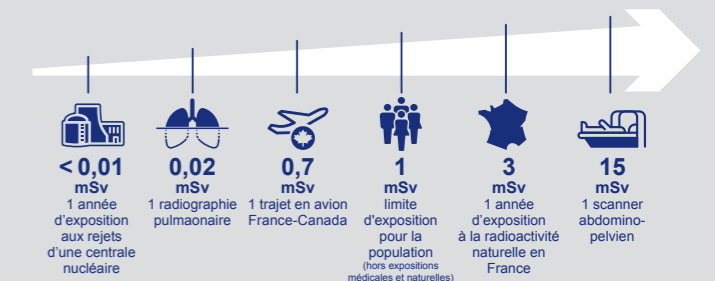 < 0,01
mSv
1 année
d'exposition
aux rejets
d'une centrale
nucléaire
0,02
mSv
1 radiographie
pulmaonaire
0,7
mSv
1 trajet en avion
France-Canada
1
mSv
limite
d'exposition
pour la
population
(hors expositions
médicales et naturelles)
3
mSv
1 année
d'exposition
à la radioactivité
naturelle en
France
15
mSv
1 scanner
abdomino-
pelvien